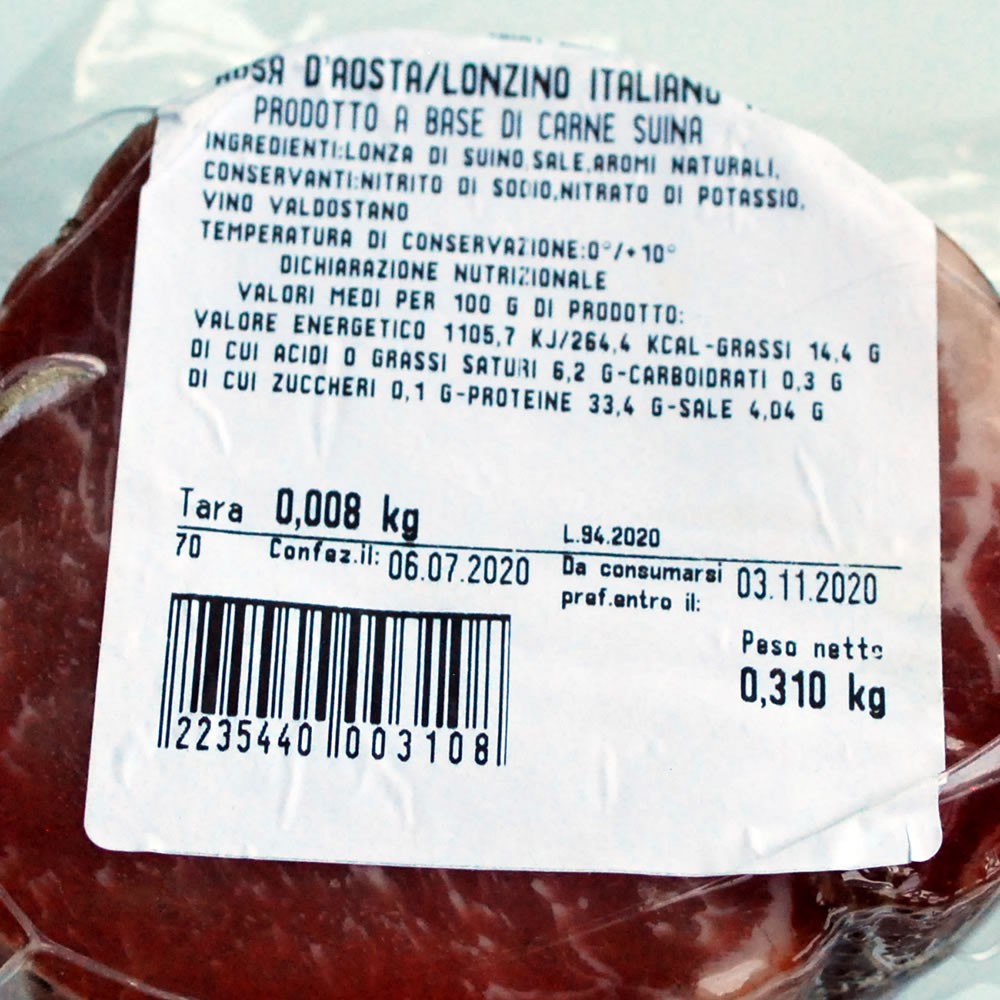 ROSA D'AOSTA/LONZINO ITALIANO
PRODOTTO A BASE DI CARNE SUINA
INGREDIENTI:LONZA DI SUINO,SALE,AROMI NATURALI,
CONSERVANTI:NITRITO DI SODIO,NITRATO DI POTASSIO,
VINO VALDOSTANO
TEMPERATURA DI CONSERVAZIONE:0°/+10°
DICHIARAZIONE NUTRIZIONALE
VALORI MEDI PER 100 G DI PRODOTTO:
VALORE ENERGETICO 1105,7 KJ/264,4 KCAL-GRASSI 14,4 G
DI CUI ACIDI O GRASSI SATURI 6,2 G-CARBOIDRATI 0,3 G
DI CUI ZUCCHERI 0,1 G-PROTEINE 33,4 G-SALE 4,04 G
Tara 0,008 kg
L.94.2020
70 Confez.il: 06.07.2020
Da consumarsi pref.entro il: 03.11.2020
Peso netto
0,310 kg
2235440 003108